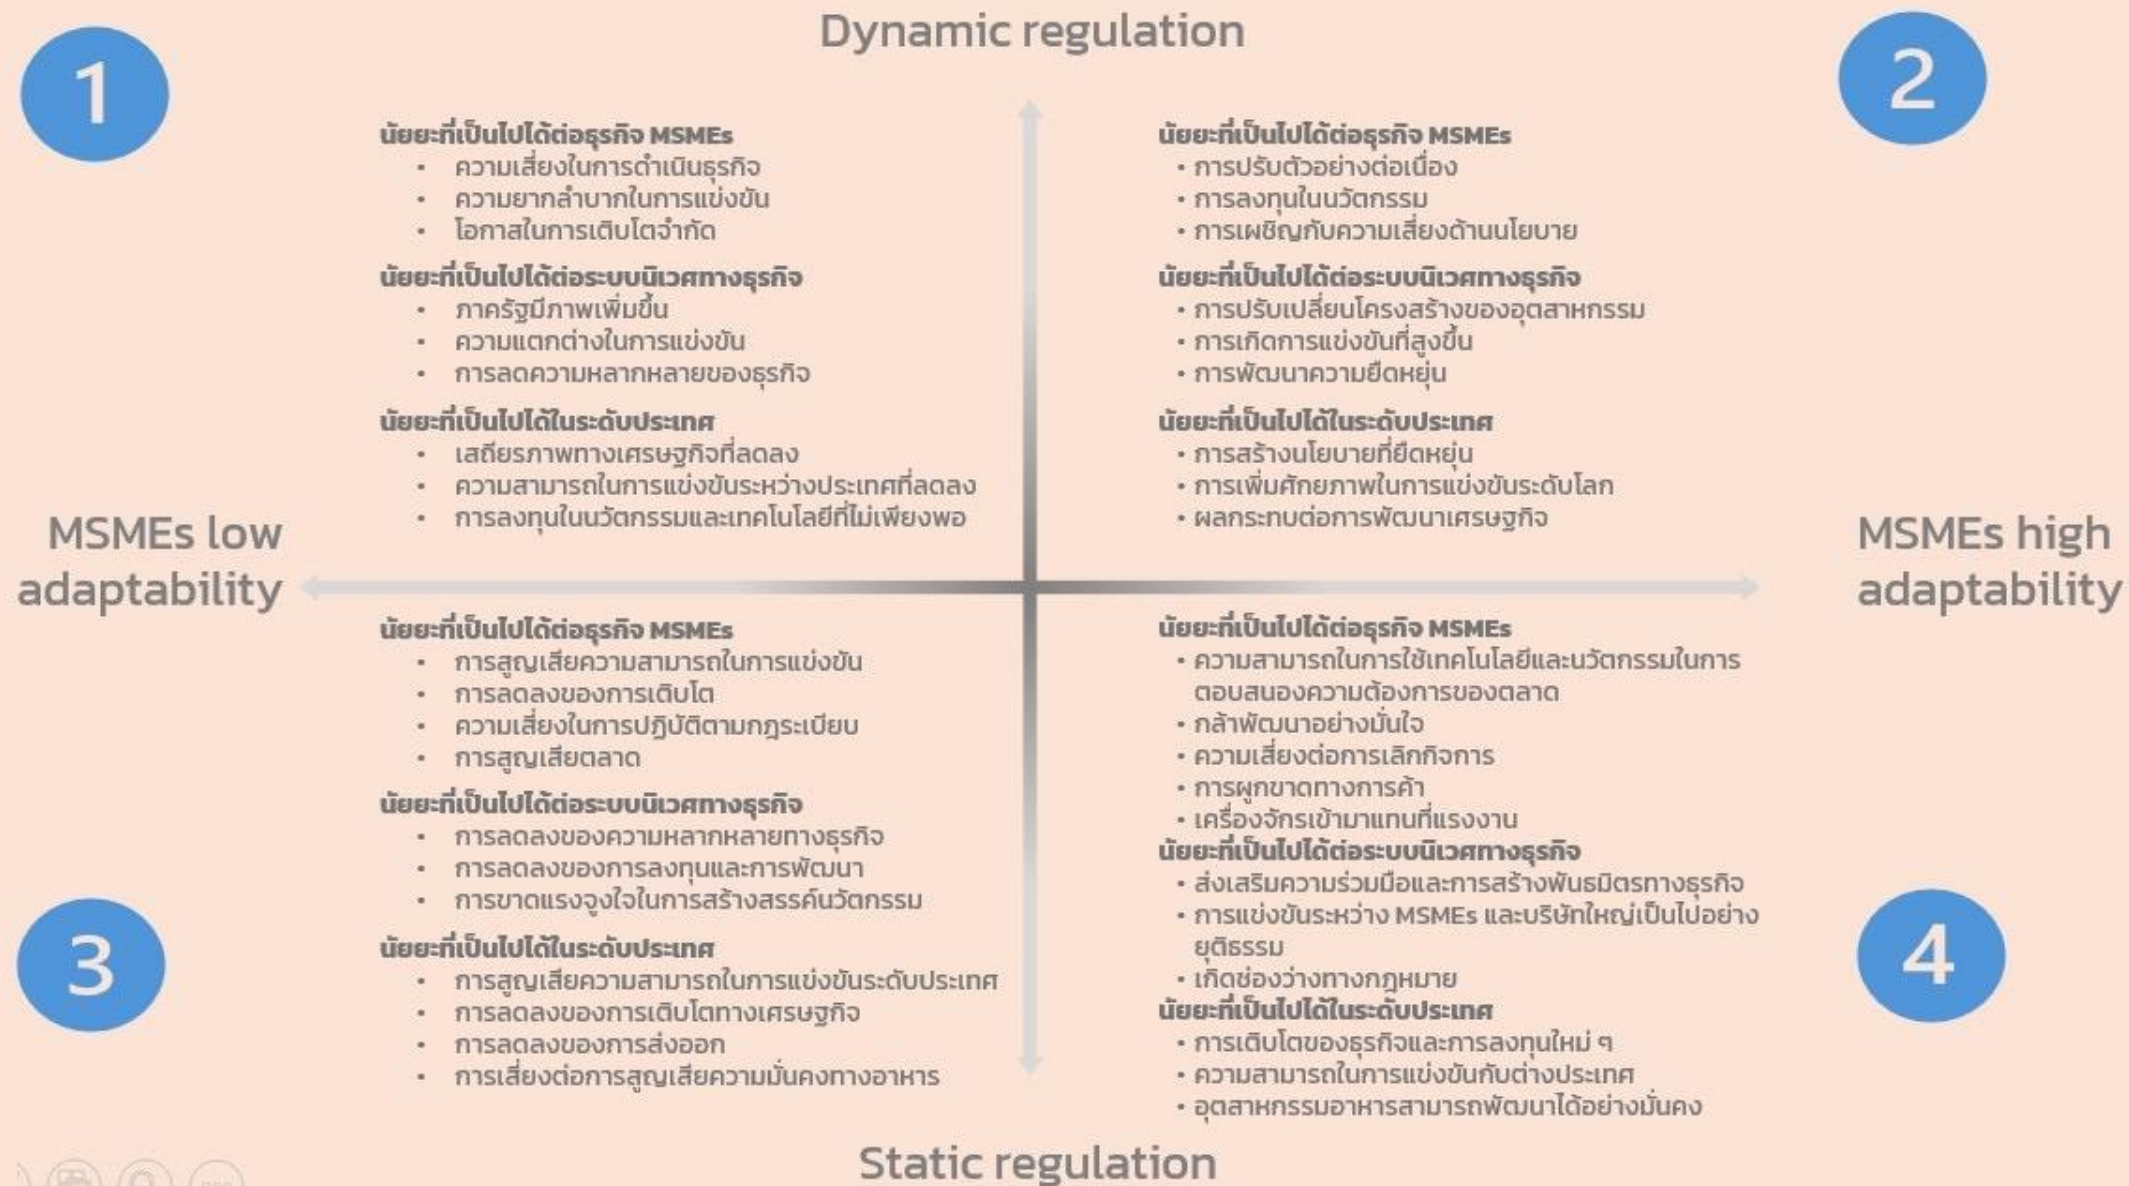 Dynamic regulation
1
นัยยะที่เป็นไปได้ต่อธุรกิจ MSMEs
• ความเสี่ยงในการดำเนินธุรกิจ
• ความยากลำบากในการแข่งขัน
• โอกาสในการเติบโตจำกัด
นัยยะที่เป็นไปได้ต่อระบบนิเวศทางธุรกิจ
• ภาครัฐมีภาพเพิ่มขึ้น
• ความแตกต่างในการแข่งขัน
• การลดความหลากหลายของธุรกิจ
นัยยะที่เป็นไปได้ในระดับประเทศ
• เสถียรภาพทางเศรษฐกิจที่ลดลง
• ความสามารถในการแข่งขันระหว่างประเทศที่ลดลง
• การลงทุนในนวัตกรรมและเทคโนโลยีที่ไม่เพียงพอ
2
นัยยะที่เป็นไปได้ต่อธุรกิจ MSMEs
• การปรับตัวอย่างต่อเนื่อง
• การลงทุนในนวัตกรรม
• การเผชิญกับความเสี่ยงด้านนโยบาย
นัยยะที่เป็นไปได้ต่อระบบนิเวศทางธุรกิจ
• การปรับเปลี่ยนโครงสร้างของอุตสาหกรรม
• การเกิดการแข่งขันที่สูงขึ้น
• การพัฒนาความยืดหยุ่น
นัยยะที่เป็นไปได้ในระดับประเทศ
• การสร้างนโยบายที่ยืดหยุ่น
• การเพิ่มศักยภาพในการแข่งขันระดับโลก
• ผลกระทบต่อการพัฒนาเศรษฐกิจ
MSMEs low
adaptability
MSMEs high
adaptability
3
นัยยะที่เป็นไปได้ต่อธุรกิจ MSMEs
• การสูญเสียความสามารถในการแข่งขัน
• การลดลงของการเติบโต
• ความเสี่ยงในการปฏิบัติตามกฎระเบียบ
• การสูญเสียตลาด
นัยยะที่เป็นไปได้ต่อระบบนิเวศทางธุรกิจ
• การลดลงของความหลากหลายทางธุรกิจ
• การลดลงของการลงทุนและการพัฒนา
• การขาดแรงจูงใจในการสร้างสรรค์นวัตกรรม
นัยยะที่เป็นไปได้ในระดับประเทศ
• การสูญเสียความสามารถในการแข่งขันระดับประเทศ
• การลดลงของการเติบโตทางเศรษฐกิจ
• การลดลงของการส่งออก
• การเสี่ยงต่อการสูญเสียความมั่นคงทางอาหาร
4
นัยยะที่เป็นไปได้ต่อธุรกิจ MSMEs
• ความสามารถในการใช้เทคโนโลยีและนวัตกรรมในการ
ตอบสนองความต้องการของตลาด
• กล้าพัฒนาอย่างมั่นใจ
• ความเสี่ยงต่อการเลิกกิจการ
• การผูกขาดทางการค้า
• เครื่องจักรเข้ามาแทนที่แรงงาน
นัยยะที่เป็นไปได้ต่อระบบนิเวศทางธุรกิจ
• ส่งเสริมความร่วมมือและการสร้างพันธมิตรทางธุรกิจ
• การแข่งขันระหว่าง MSMEs และบริษัทใหญ่เป็นไปอย่าง
ยุติธรรม
• เกิดช่องว่างทางกฎหมาย
นัยยะที่เป็นไปได้ในระดับประเทศ
• การเติบโตของธุรกิจและการลงทุนใหม่ ๆ
• ความสามารถในการแข่งขันกับต่างประเทศ
• อุตสาหกรรมอาหารสามารถพัฒนาได้อย่างมั่นคง
Static regulation